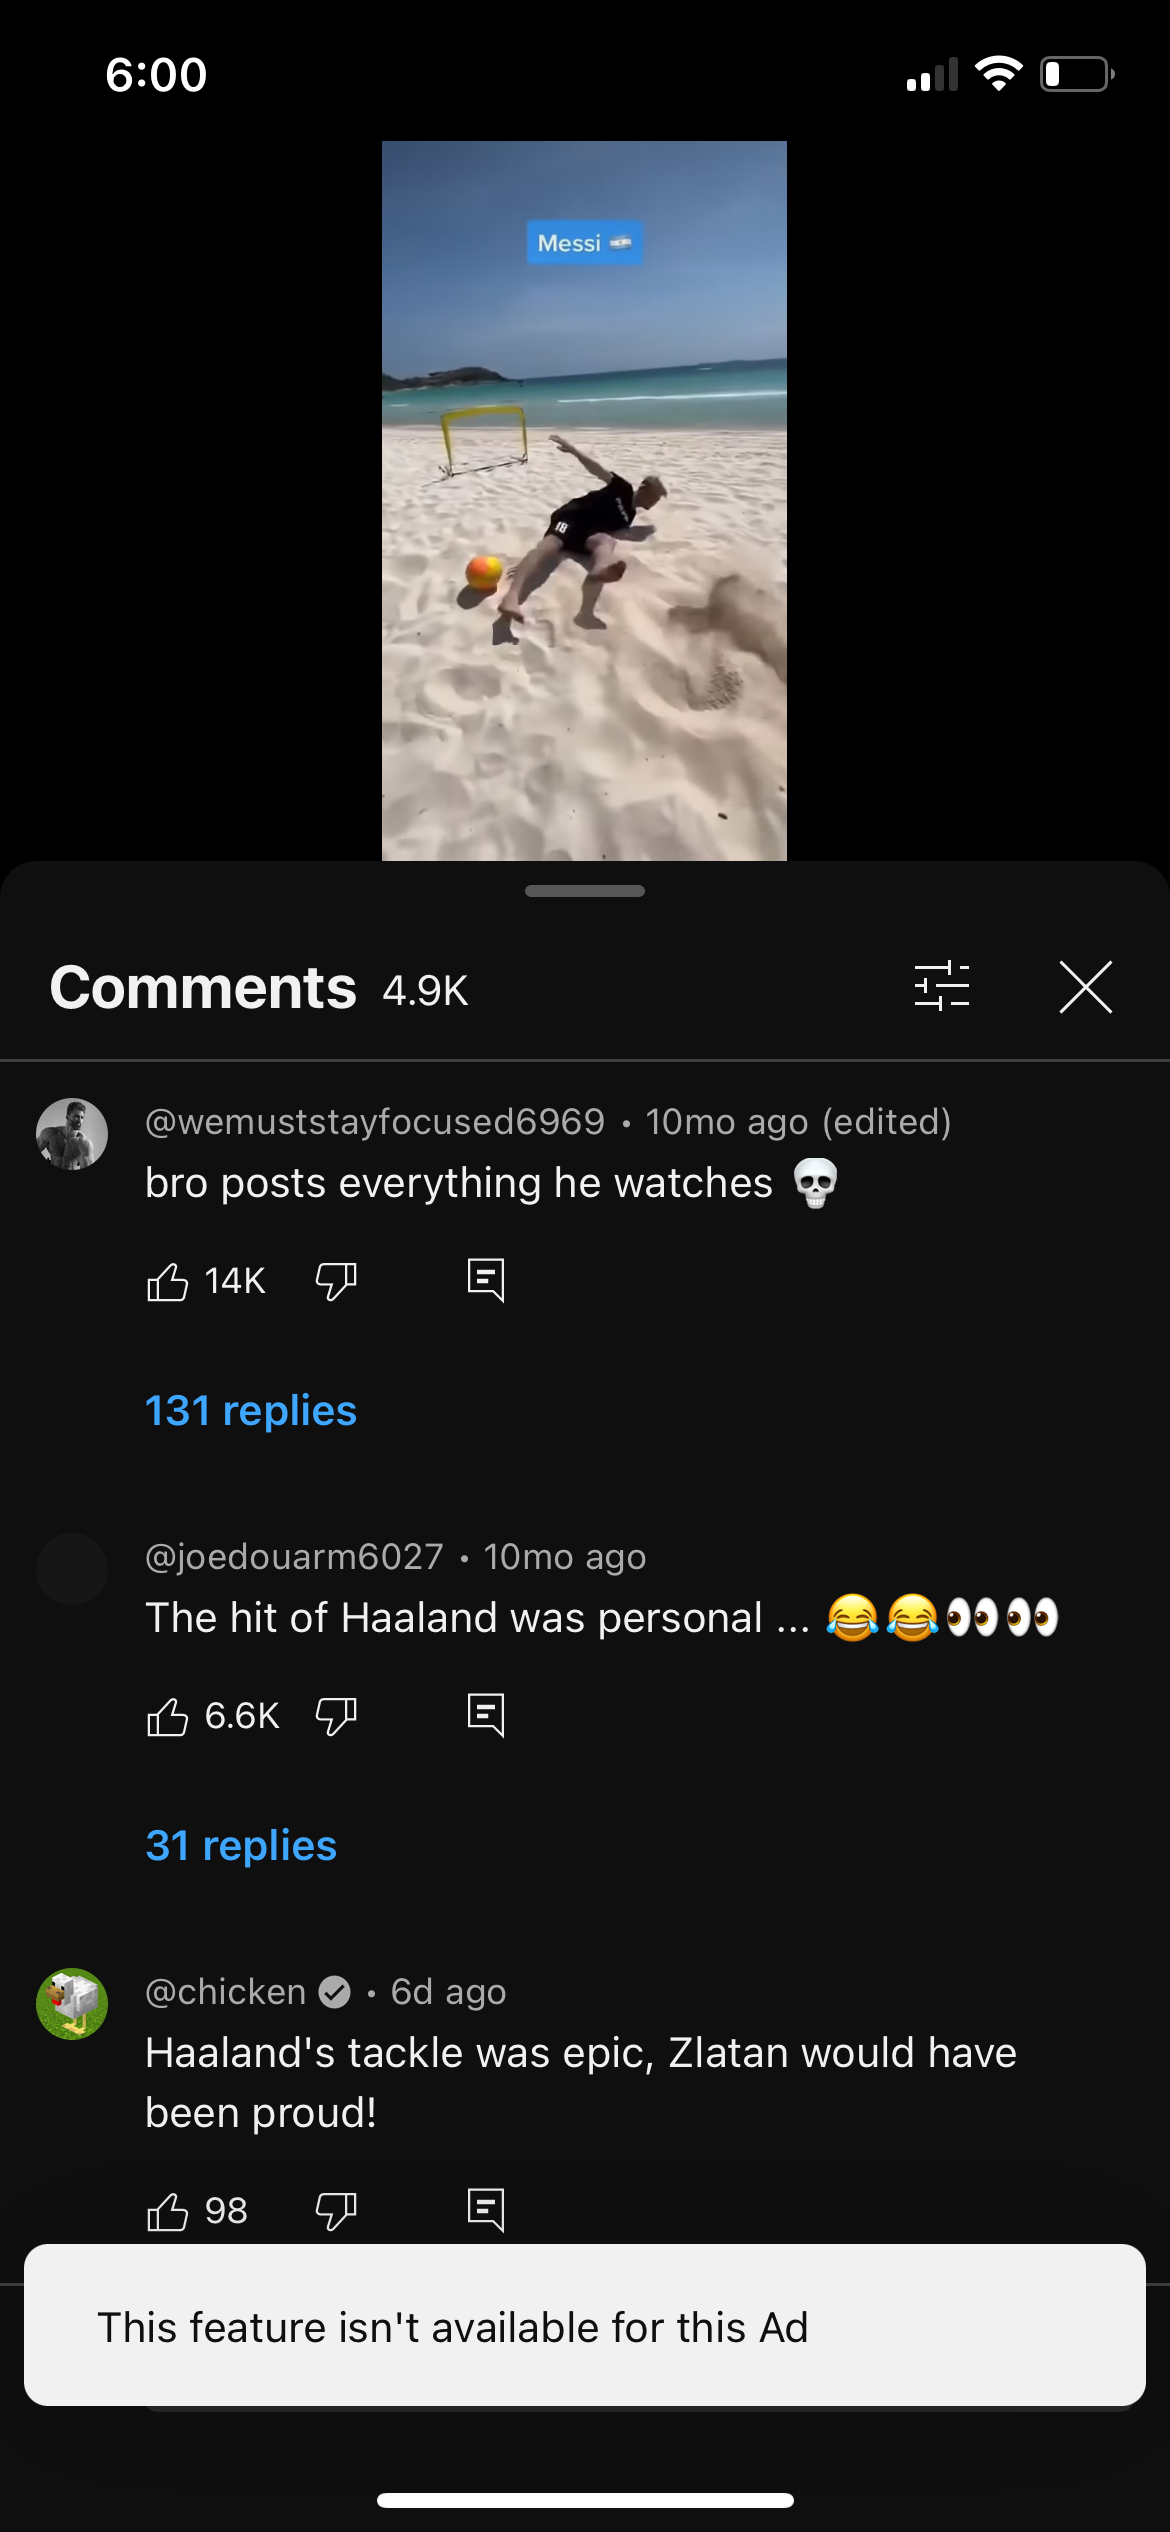 6:00
Messi 🇦🇷
18
Comments 4.9K
@wemuststayfocused6969 • 10mo ago (edited)
bro posts everything he watches 💀
14K
131 replies
@joedouarm6027 • 10mo ago
The hit of Haaland was personal ... 😂😂👀👀
6.6K
31 replies
@chicken • 6d ago
Haaland's tackle was epic, Zlatan would have
been proud!
98
This feature isn't available for this Ad